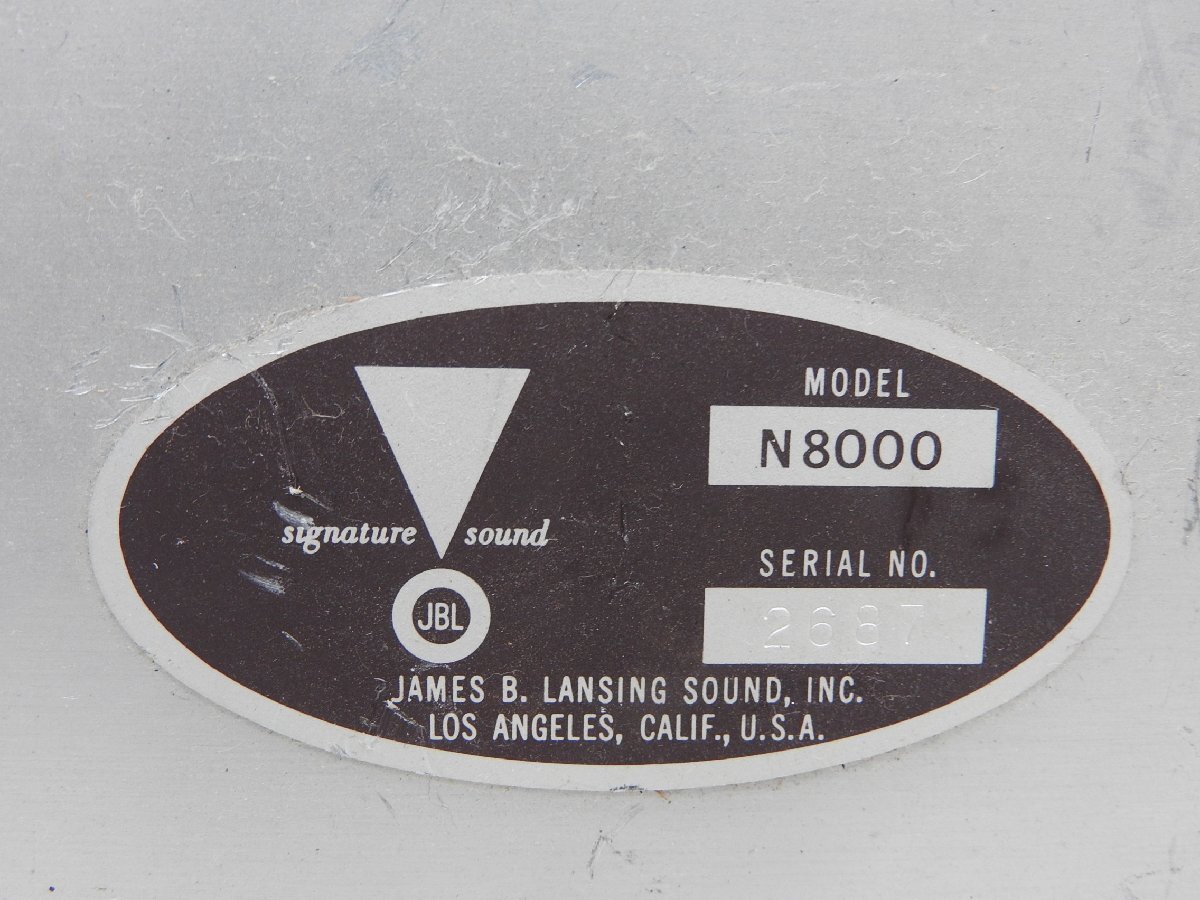 MODEL
N8000
signature sound
SERIAL NO.
2687
JBL
JAMES B. LANSING SOUND, INC.
LOS ANGELES, CALIF., U.S.A.